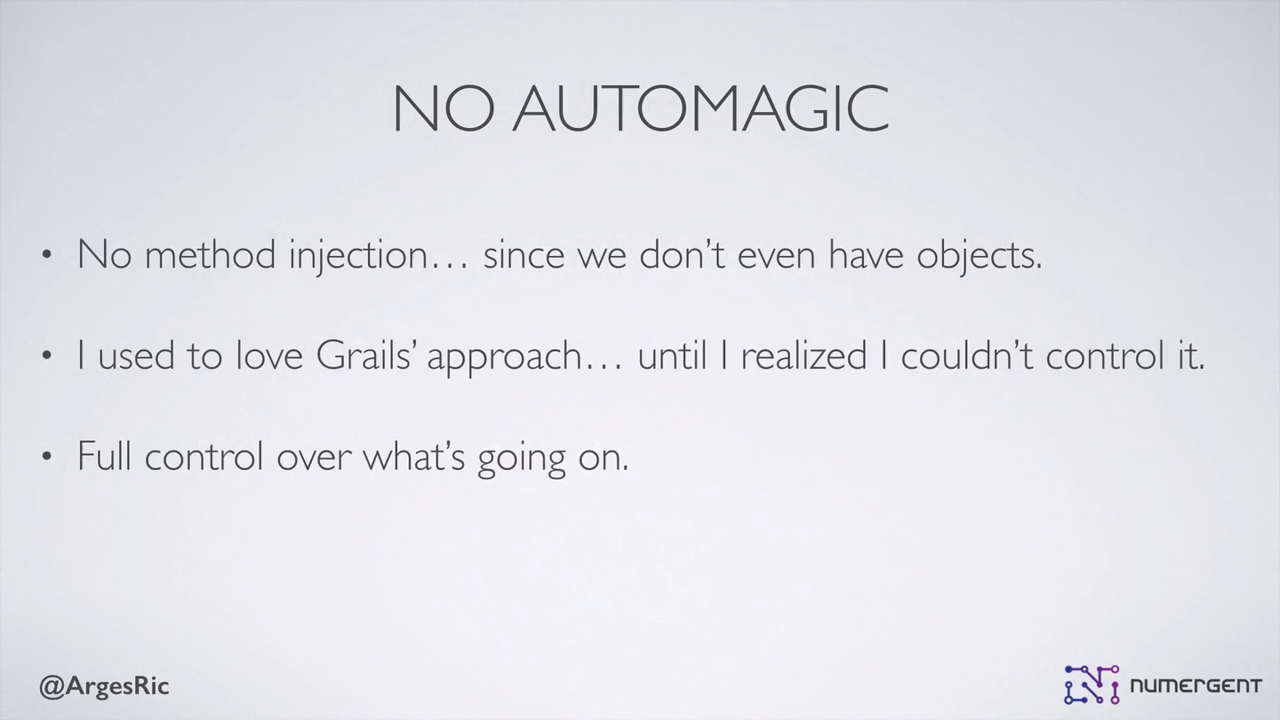 NO AUTOMAGIC
• No method injection… since we don’t even have objects.
• I used to love Grails’ approach… until I realized I couldn’t control it.
• Full control over what’s going on.
@ArgesRic
NUMERGENT